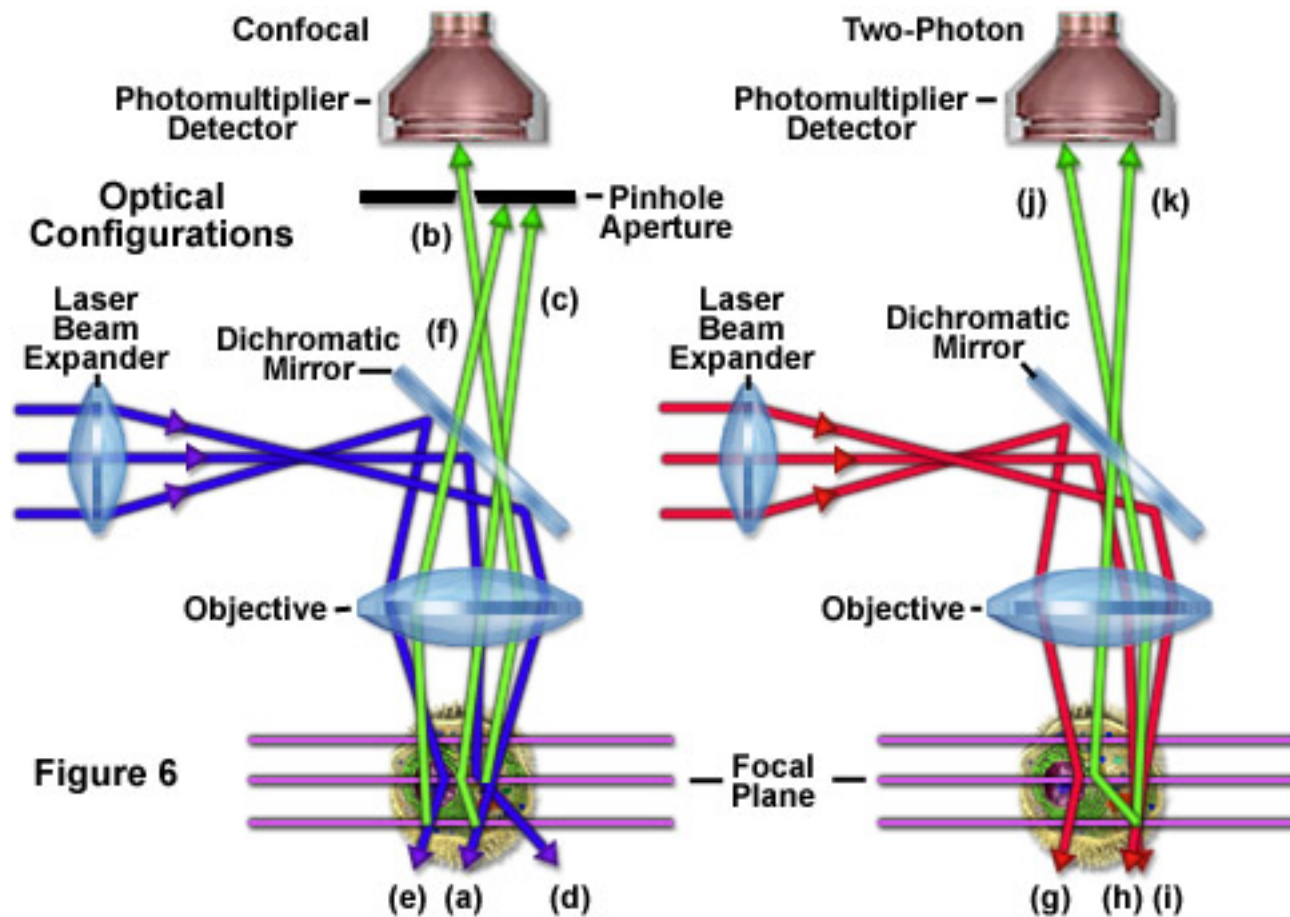 Confocal
Two-Photon
Photomultiplier
Detector
Photomultiplier
Detector
Optical
Configurations
Pinhole
Aperture
(b)
(c)
(f)
(j)
(k)
Laser
Beam
Expander
Dichromatic
Mirror
Laser
Beam
Expander
Dichromatic
Mirror
Objective
Objective
Figure 6
Focal
Plane
(e)
(a)
(d)
(g)
(h)
(i)